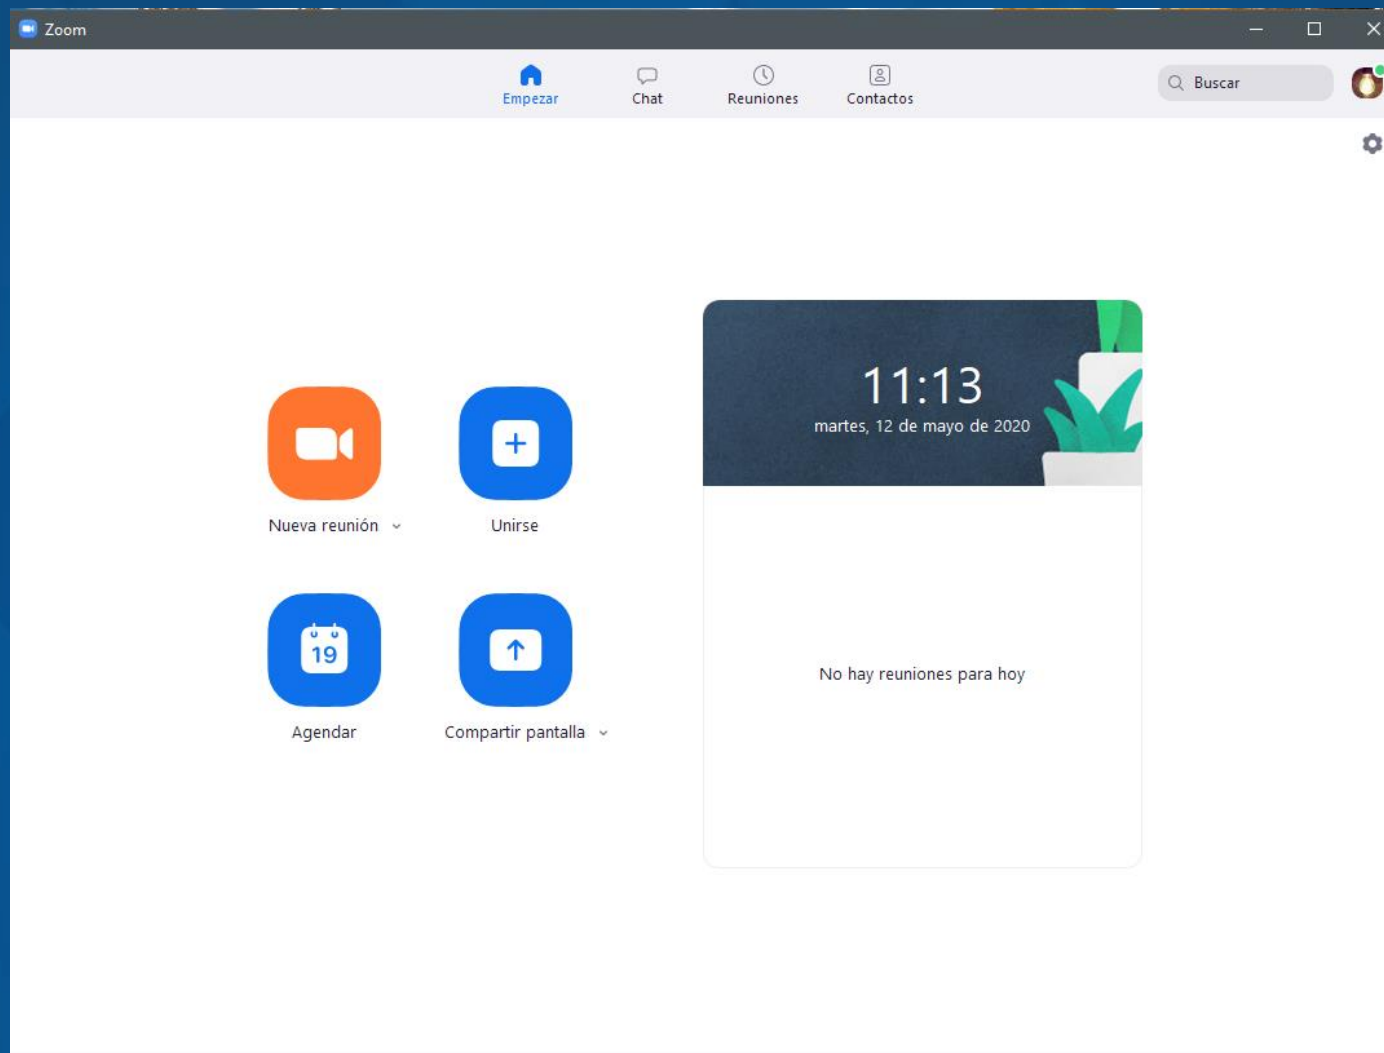 Zoom
Empezar
Chat
Reuniones
Contactos
Buscar
11:13
martes, 12 de mayo de 2020
Nueva reunión
Unirse
19
Agendar
Compartir pantalla
No hay reuniones para hoy